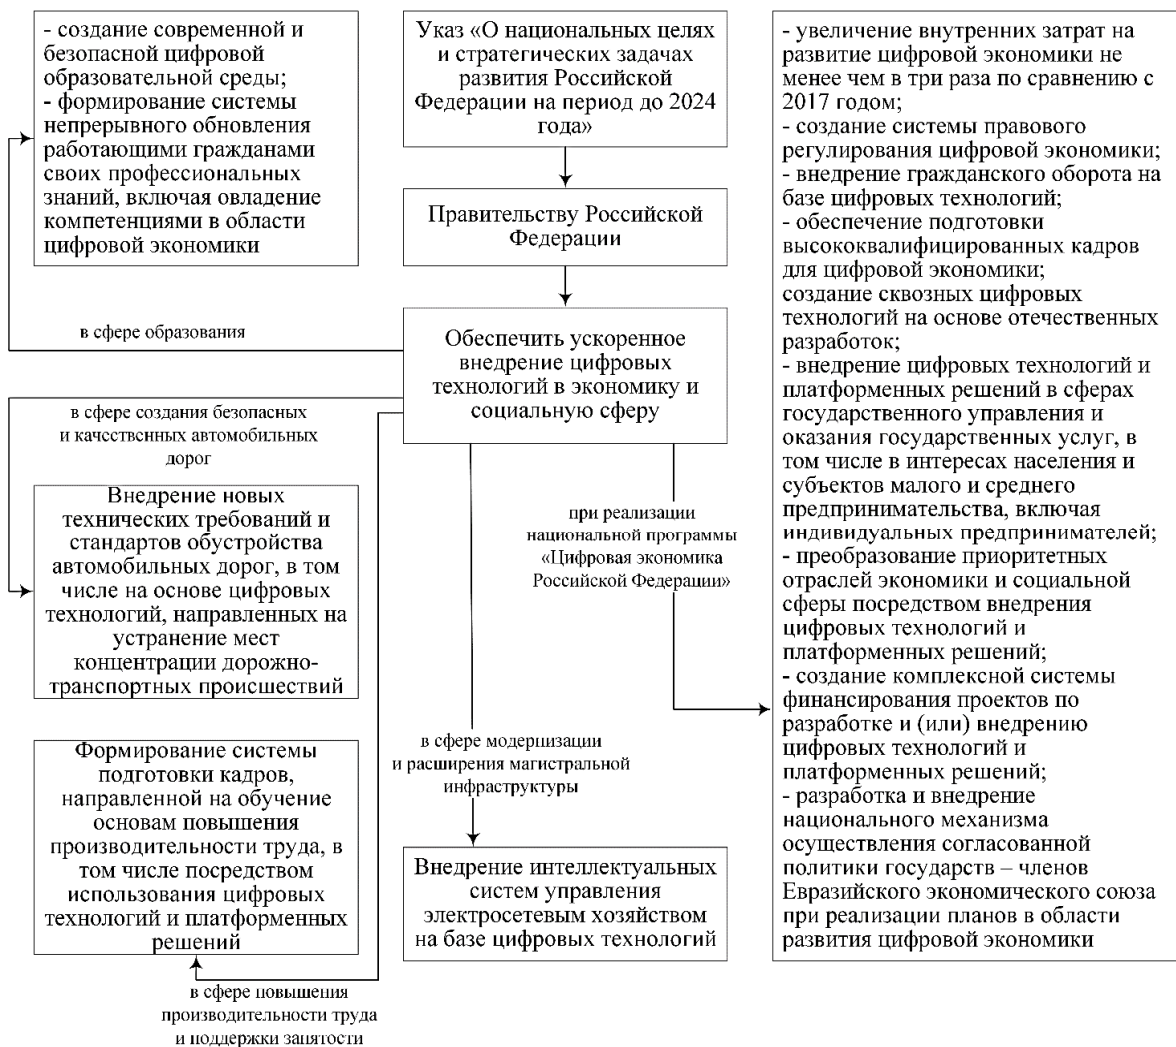 - создание современной и
безопасной цифровой
образовательной среды;
- формирование системы
непрерывного обновления
работающими гражданами
своих профессиональных
знаний, включая овладение
компетенциями в области
цифровой экономики
Указ «О национальных целях
и стратегических задачах
развития Российской
Федерации на период до 2024
года»
Правительству Российской
Федерации
в сфере образования
Обеспечить ускоренное
внедрение цифровых
технологий в экономику и
социальную сферу
в сфере создания безопасных
и качественных автомобильных
дорог
Внедрение новых
технических требований и
стандартов обустройства
автомобильных дорог, в том
числе на основе цифровых
технологий, направленных на
устранение мест
концентрации дорожно-
транспортных происшествий
при реализации
национальной программы
«Цифровая экономика
Российской Федерации»
Формирование системы
подготовки кадров,
направленной на обучение
основам повышения
производительности труда, в
том числе посредством
использования цифровых
технологий и платформенных
решений
в сфере модернизации
и расширения магистральной
инфраструктуры
Внедрение интеллектуальных
систем управления
электросетевым хозяйством
на базе цифровых технологий
в сфере повышения
производительности труда
и поддержки занятости
- увеличение внутренних затрат на
развитие цифровой экономики не
менее чем в три раза по сравнению с
2017 годом;
- создание системы правового
регулирования цифровой экономики;
- внедрение гражданского оборота на
базе цифровых технологий;
- обеспечение подготовки
высококвалифицированных кадров
для цифровой экономики;
создание сквозных цифровых
технологий на основе отечественных
разработок;
- внедрение цифровых технологий и
платформенных решений в сферах
государственного управления и
оказания государственных услуг, в
том числе в интересах населения и
субъектов малого и среднего
предпринимательства, включая
индивидуальных предпринимателей;
- преобразование приоритетных
отраслей экономики и социальной
сферы посредством внедрения
цифровых технологий и
платформенных решений;
- создание комплексной системы
финансирования проектов по
разработке и (или) внедрению
цифровых технологий и
платформенных решений;
- разработка и внедрение
национального механизма
осуществления согласованной
политики государств – членов
Евразийского экономического союза
при реализации планов в области
развития цифровой экономики